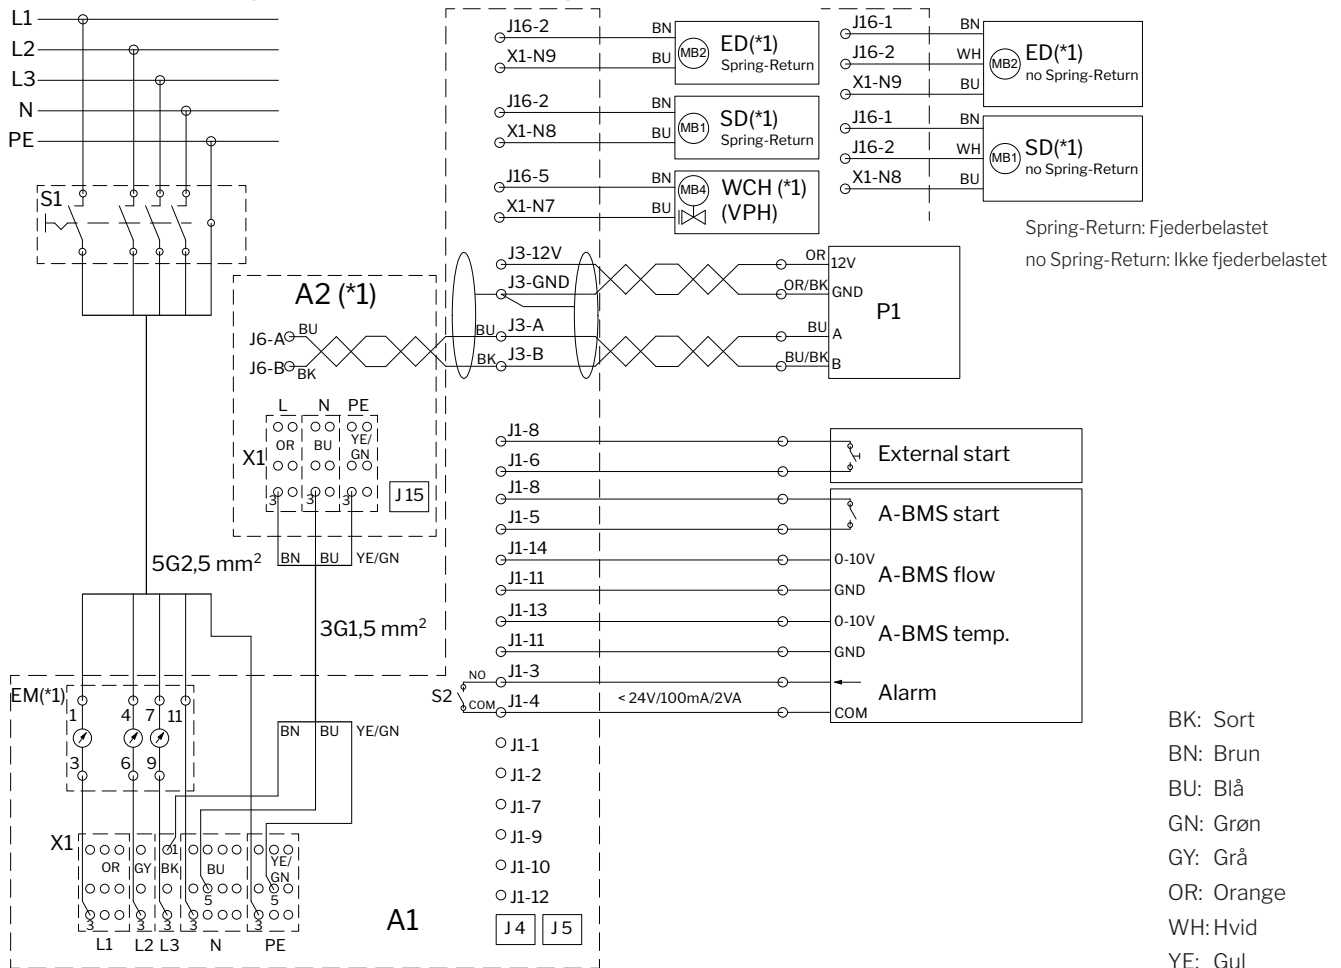 L1
L2
L3
N
PE
S1
J16-2
BN
MB2
ED(*1)
X1-N9
BU
Spring-Return
J16-2
BN
MB1
SD(*1)
X1-N8
BU
Spring-Return
J16-5
BN
MB4
WCH (*1)
X1-N7
BU
(VPH)
J16-1
BN
J16-2
WH
MB2
ED(*1)
no Spring-Return
X1-N9
BU
J16-1
BN
J16-2
WH
MB1
SD(*1)
no Spring-Return
X1-N8
BU
Spring-Return: Fjederbelastet
no Spring-Return: Ikke fjederbelastet
J3-12V
OR
12V
J3-GND
OR/BK
GND
P1
BU
J3-A
BU
A
BK
J3-B
BU/BK
B
A2 (*1)
J6-A
BU
J6-B
BK
L
N
PE
X1
OR
BU
YE/
GN
3
3
3
J 15
BN
BU
YE/GN
5G2,5 mm²
3G1,5 mm²
J1-8
J1-6
External start
J1-8
J1-5
A-BMS start
J1-14
0-10V
A-BMS flow
J1-11
GND
J1-13
0-10V
A-BMS temp.
J1-11
GND
NO
J1-3
Alarm
S2
COM
J1-4
< 24V/100mA/2VA
COM
J1-1
J1-2
J1-7
J1-9
J1-10
J1-12
J 4
J 5
EM(*1)
1
4
7
11
3
6
9
BN
BU
YE/GN
X1
OR
GY
BK
1
BU
YE/
GN
5
5
3
3
3
3
3
L1
L2
L3
N
PE
A1
BK: Sort
BN: Brun
BU: Blå
GN: Grøn
GY: Grå
OR: Orange
WH: Hvid
YE: Gul